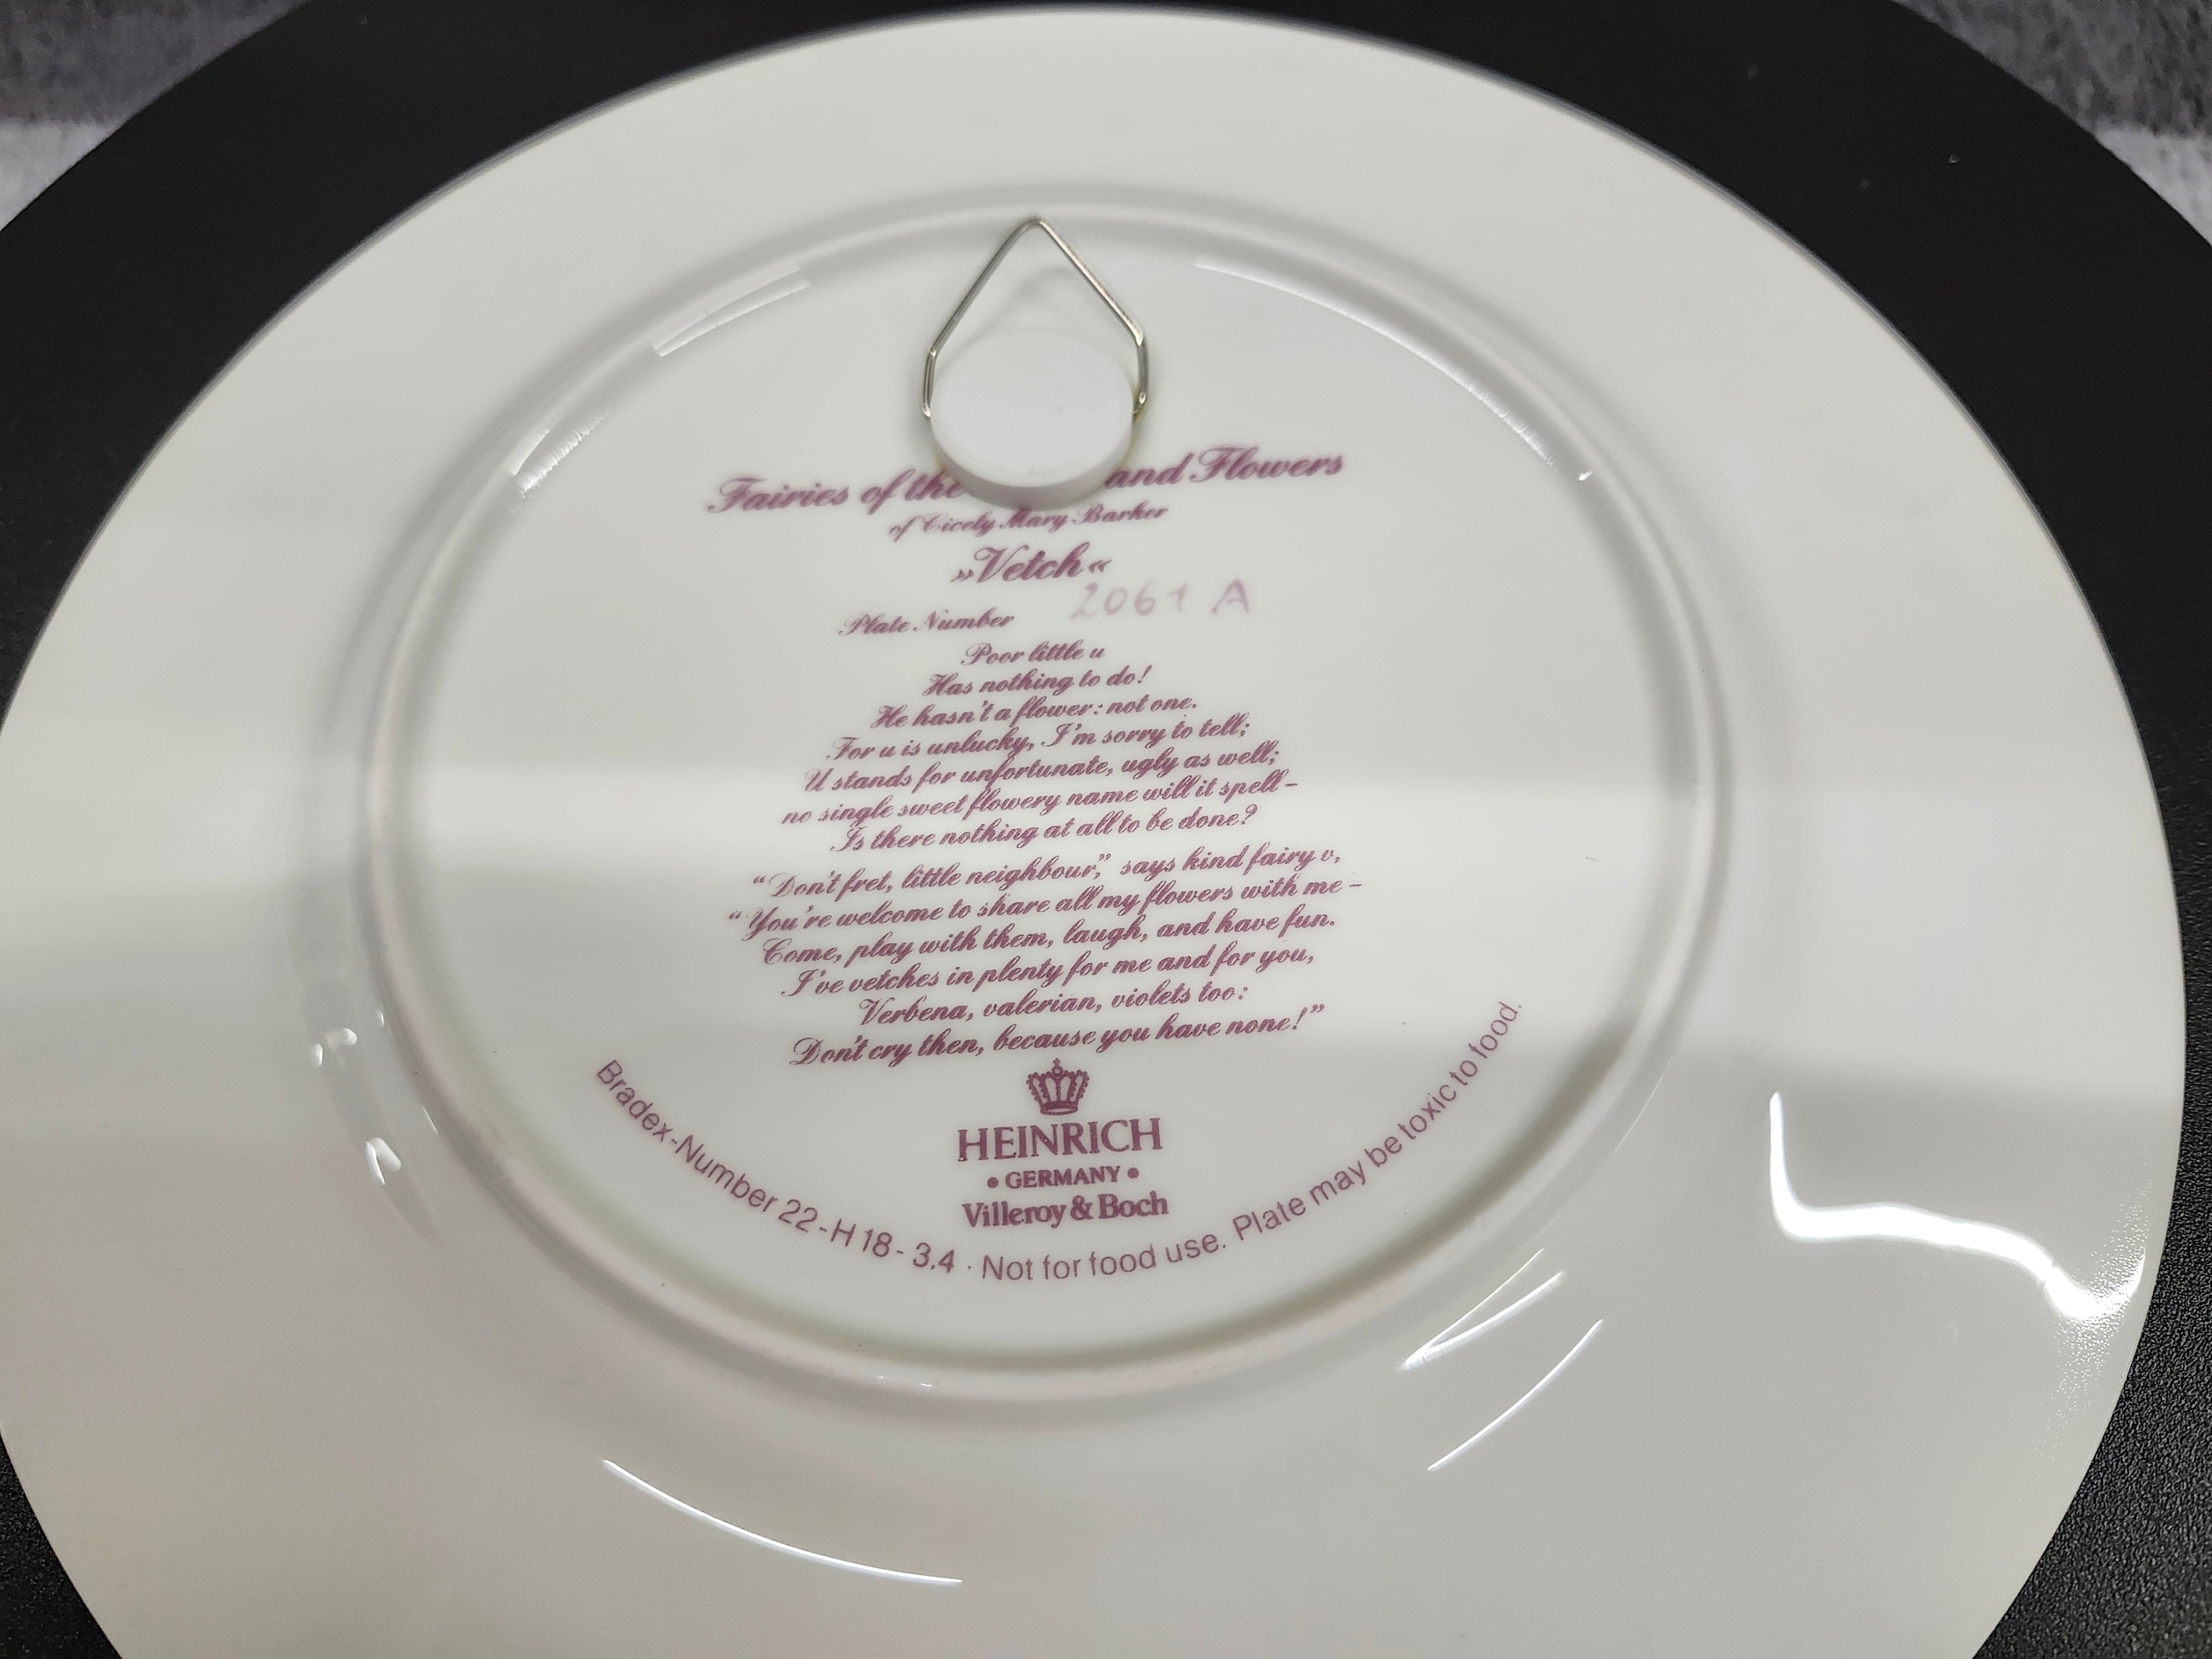 Fairies of the and Flowers
of Cicely Mary Barker
»Vetch«
Plate Number 2061 A
Poor little u
Has nothing to do!
He hasn't a flower: not one.
For u is unlucky, I'm sorry to tell;
U stands for unfortunate, ugly as well;
no single sweet flowery name will it spell–
Is there nothing at all to be done?
“Don't fret, little neighbour,” says kind fairy v,
“You're welcome to share all my flowers with me –
Come, play with them, laugh, and have fun.
I've vetches in plenty for me and for you,
Verbena, valerian, violets too:
Don't cry then, because you have none!”
HEINRICH
• GERMANY •
Villeroy & Boch
Bradex-Number 22-H 18-3.4 · Not for food use. Plate may be toxic to food.